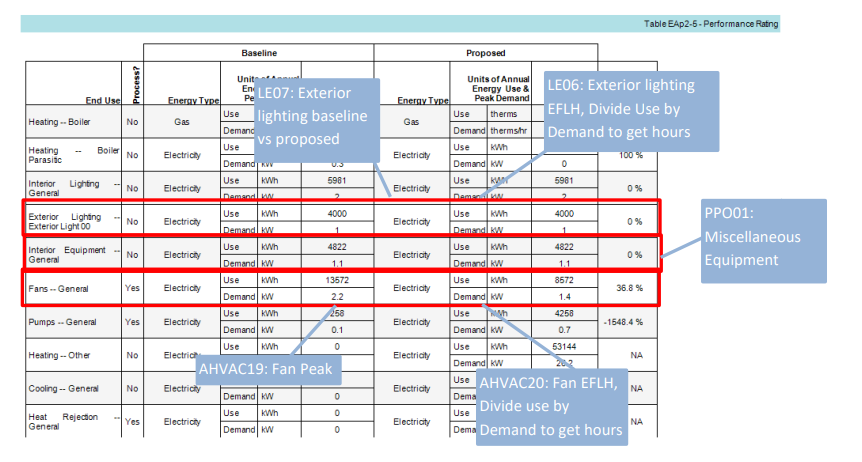 Table EAp2-5 - Performance Rating
Baseline Proposed
End Use Process? Energy Type Energy Type Units of Annual Energy Use & Peak Demand
LE07: Exterior
lighting baseline
vs proposed
LE06: Exterior lighting
EFLH, Divide Use by
Demand to get hours
Heating -- Boiler No Gas Use Gas Use therms
Demand Demand therms/hr
Heating -- Boiler Parasitic No Electricity Use Electricity Use kWh 100 %
Demand kW 0.3 Demand kW 0
Interior Lighting -- General No Electricity Use kWh 5981 Electricity Use kWh 5981 0 %
Demand kW 2 Demand kW 2
Exterior Lighting -- Exterior Light 00 No Electricity Use kWh 4000 Electricity Use kWh 4000 0 %
Demand kW 1 Demand kW 1
PPO01:
Miscellaneous
Equipment
Interior Equipment -- General No Electricity Use kWh 4822 Electricity Use kWh 4822 0 %
Demand kW 1.1 Demand kW 1.1
Fans -- General Yes Electricity Use kWh 13572 Electricity Use kWh 8572 36.8 %
Demand kW 2.2 Demand kW 1.4
Pumps -- General Yes Electricity Use kWh 258 Electricity Use kWh 4258 -1548.4 %
Demand kW 0.1 Demand kW 0.7
Heating -- Other No Electricity Use kWh 0 Electricity Use kWh 53144 NA
Demand kW 26.2
AHVAC19: Fan Peak
AHVAC20: Fan EFLH,
Divide use by
Demand to get hours
Cooling -- General No Electricity Electricity Use NA
Demand kW 0 Demand
Heat Rejection -- General Yes Electricity Use kWh 0 Electricity Use NA
Demand kW 0